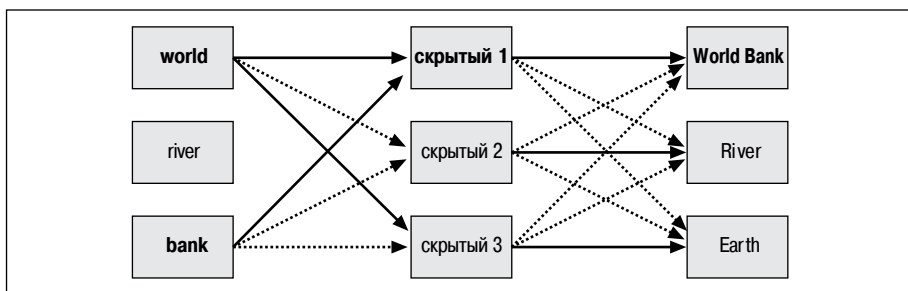 world
скрытый 1
World Bank
river
скрытый 2
River
bank
скрытый 3
Earth